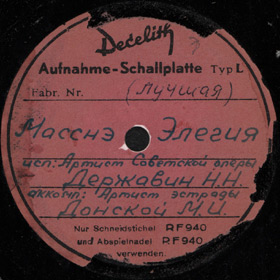 Decelith
Aufnahme-Schallplatte Typ L
Fabr. Nr. (лучшая)
Масснэ Элегия
исп: Артист Советской оперы
Державин Н.Н.
аккомп: Артист эстрады
Донской М.И.
Nur Schneidstichel RF940
und Abspielnadel RF940
verwenden.